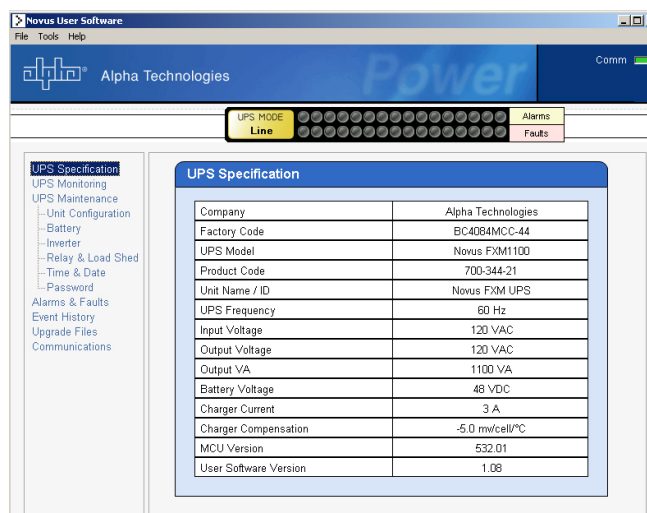 Novus User Software
File Tools Help
alpha® Alpha Technologies
Power
Comm
UPS MODE
Line
Alarms
Faults
UPS Specification
UPS Monitoring
UPS Maintenance
Unit Configuration
Battery
Inverter
Relay & Load Shed
Time & Date
Password
Alarms & Faults
Event History
Upgrade Files
Communications
UPS Specification
Company Alpha Technologies
Factory Code BC4084MCC-44
UPS Model Novus FXM1100
Product Code 700-344-21
Unit Name / ID Novus FXM UPS
UPS Frequency 60 Hz
Input Voltage 120 VAC
Output Voltage 120 VAC
Output VA 1100 VA
Battery Voltage 48 VDC
Charger Current 3 A
Charger Compensation -5.0 mv/cell/°C
MCU Version 532.01
User Software Version 1.08